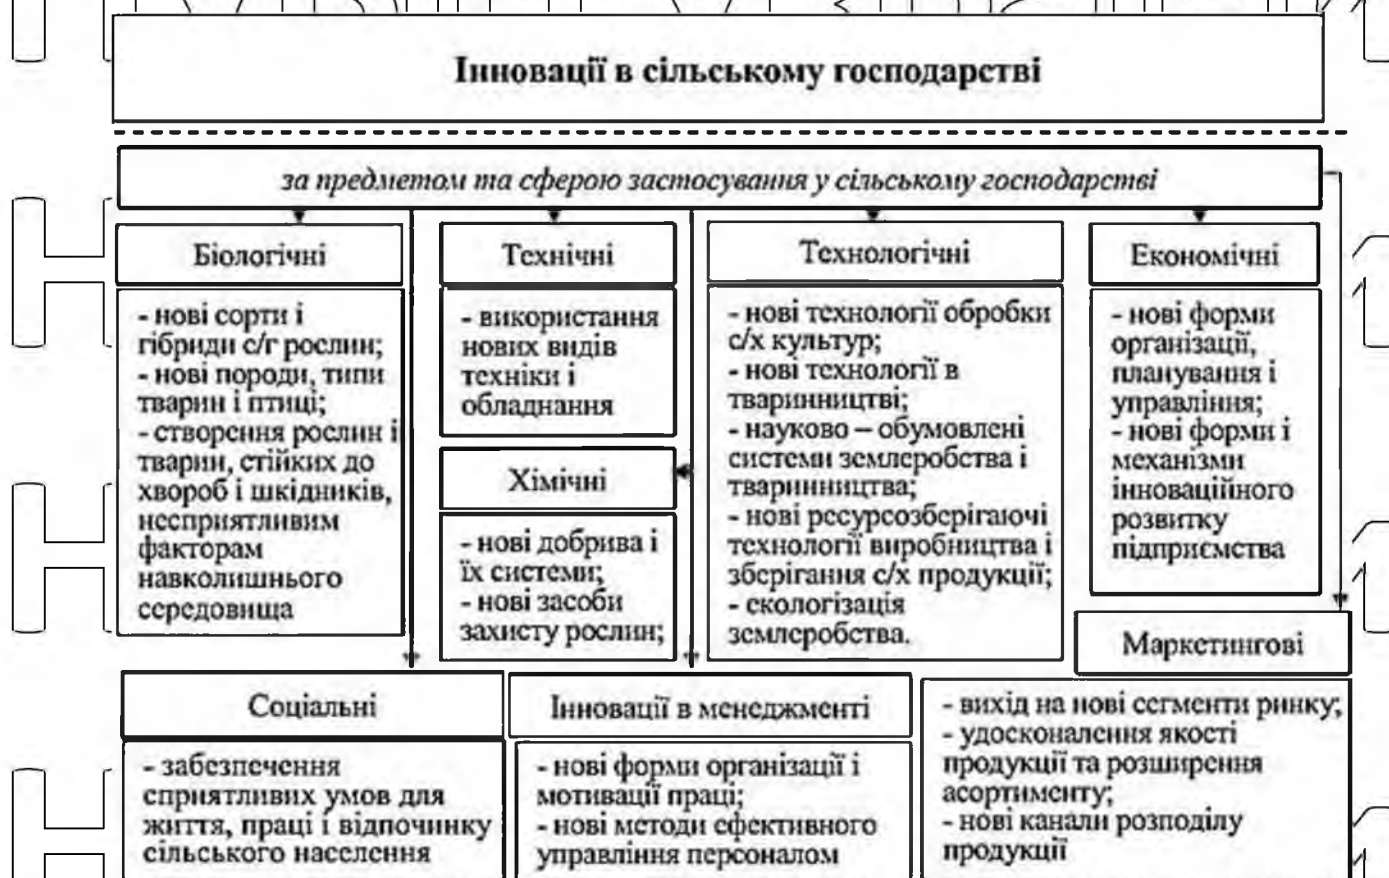 Інновації в сільському господарстві
за предметом та сферою застосування у сільському господарстві
Біологічні
- нові сорти і
гібриди с/г рослин;
- нові породи, типи
тварин і птиці;
- створення рослин і
тварин, стійких до
хвороб і шкідників,
несприятливим
факторам
навколишнього
середовища
Технічні
- використання
нових видів
техніки і
обладнання
Хімічні
- нові добрива і
їх системи;
- нові засоби
захисту рослин;
Технологічні
- нові технології обробки
с/х культур;
- нові технології в
тваринництві;
- науково – обумовлені
системи землеробства і
тваринництва;
- нові ресурсозберігаючі
технології виробництва і
зберігання с/х продукції;
- екологізація
землеробства.
Економічні
- нові форми
організації,
планування і
управління;
- нові форми і
механізми
інноваційного
розвитку
підприємства
Соціальні
- забезпечення
сприятливих умов для
життя, праці і відпочинку
сільського населення
Інновації в менеджменті
- нові форми організації і
мотивації праці;
- нові методи ефективного
управління персоналом
Маркетингові
- вихід на нові сегменти ринку;
- удосконалення якості
продукції та розширення
асортименту;
- нові канали розподілу
продукції